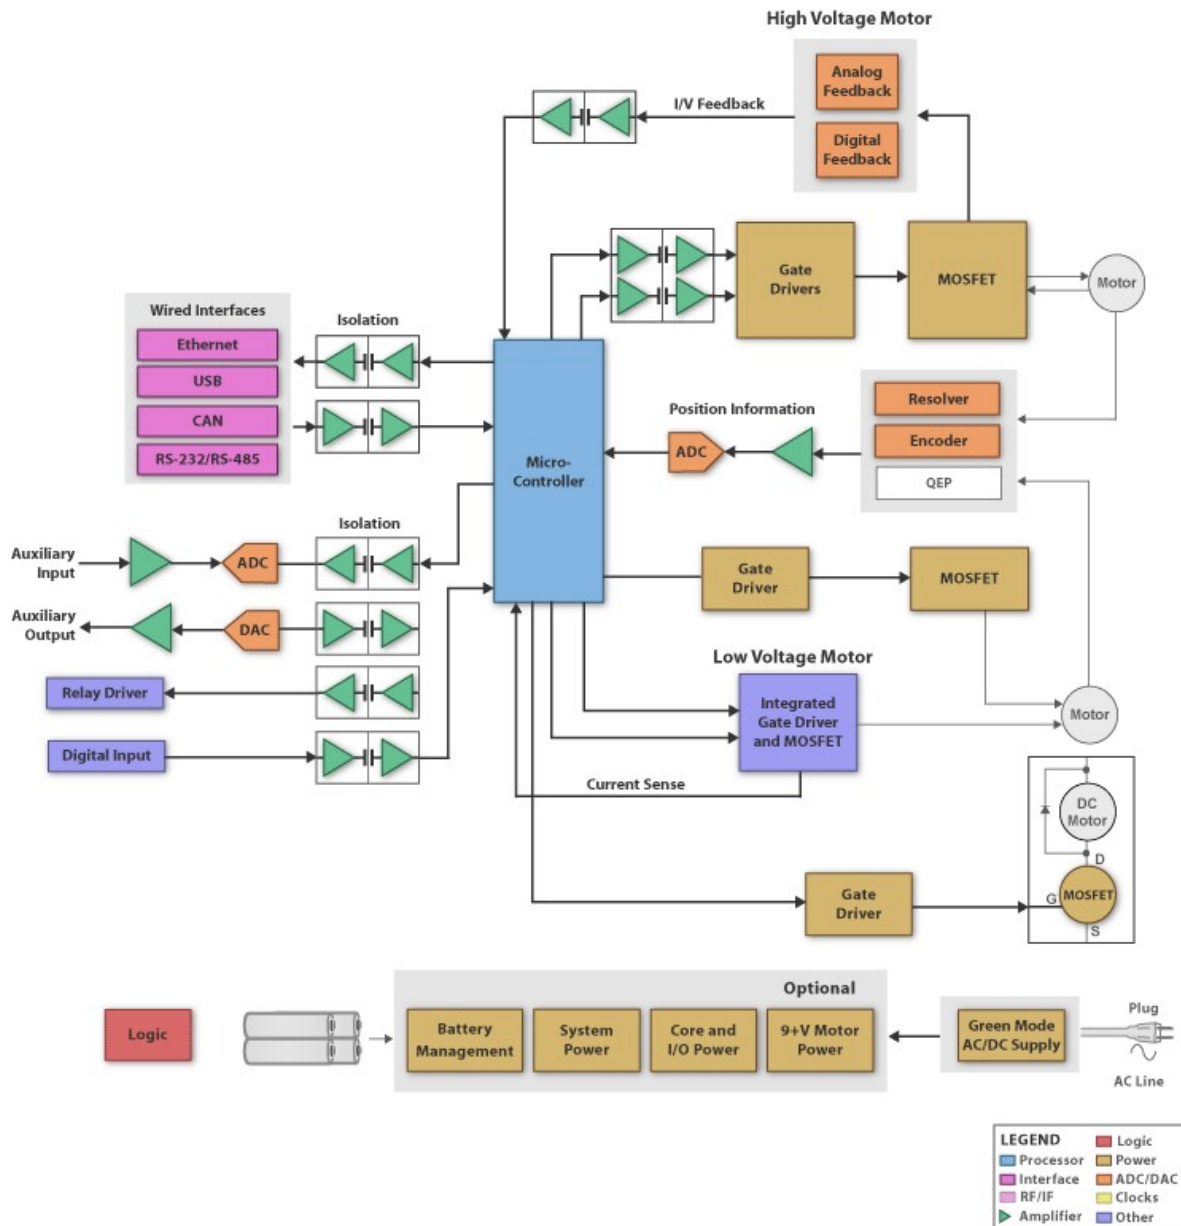 High Voltage Motor
Analog
Feedback
I/V Feedback
Digital
Feedback
Gate
Drivers
MOSFET
Motor
Wired Interfaces
Ethernet
USB
CAN
RS-232/RS-485
Isolation
Micro-
Controller
Position Information
ADC
Resolver
Encoder
QEP
Isolation
Auxiliary
Input
ADC
Auxiliary
Output
DAC
Relay Driver
Digital Input
Gate
Driver
MOSFET
Low Voltage Motor
Integrated
Gate Driver
and MOSFET
Motor
Current Sense
DC
Motor
D
MOSFET
G
S
Gate
Driver
Logic
Optional
Battery
Management
System
Power
Core and
I/O Power
9+V Motor
Power
Green Mode
AC/DC Supply
Plug
AC Line
LEGEND
Processor
Interface
RF/IF
Amplifier
Logic
Power
ADC/DAC
Clocks
Other